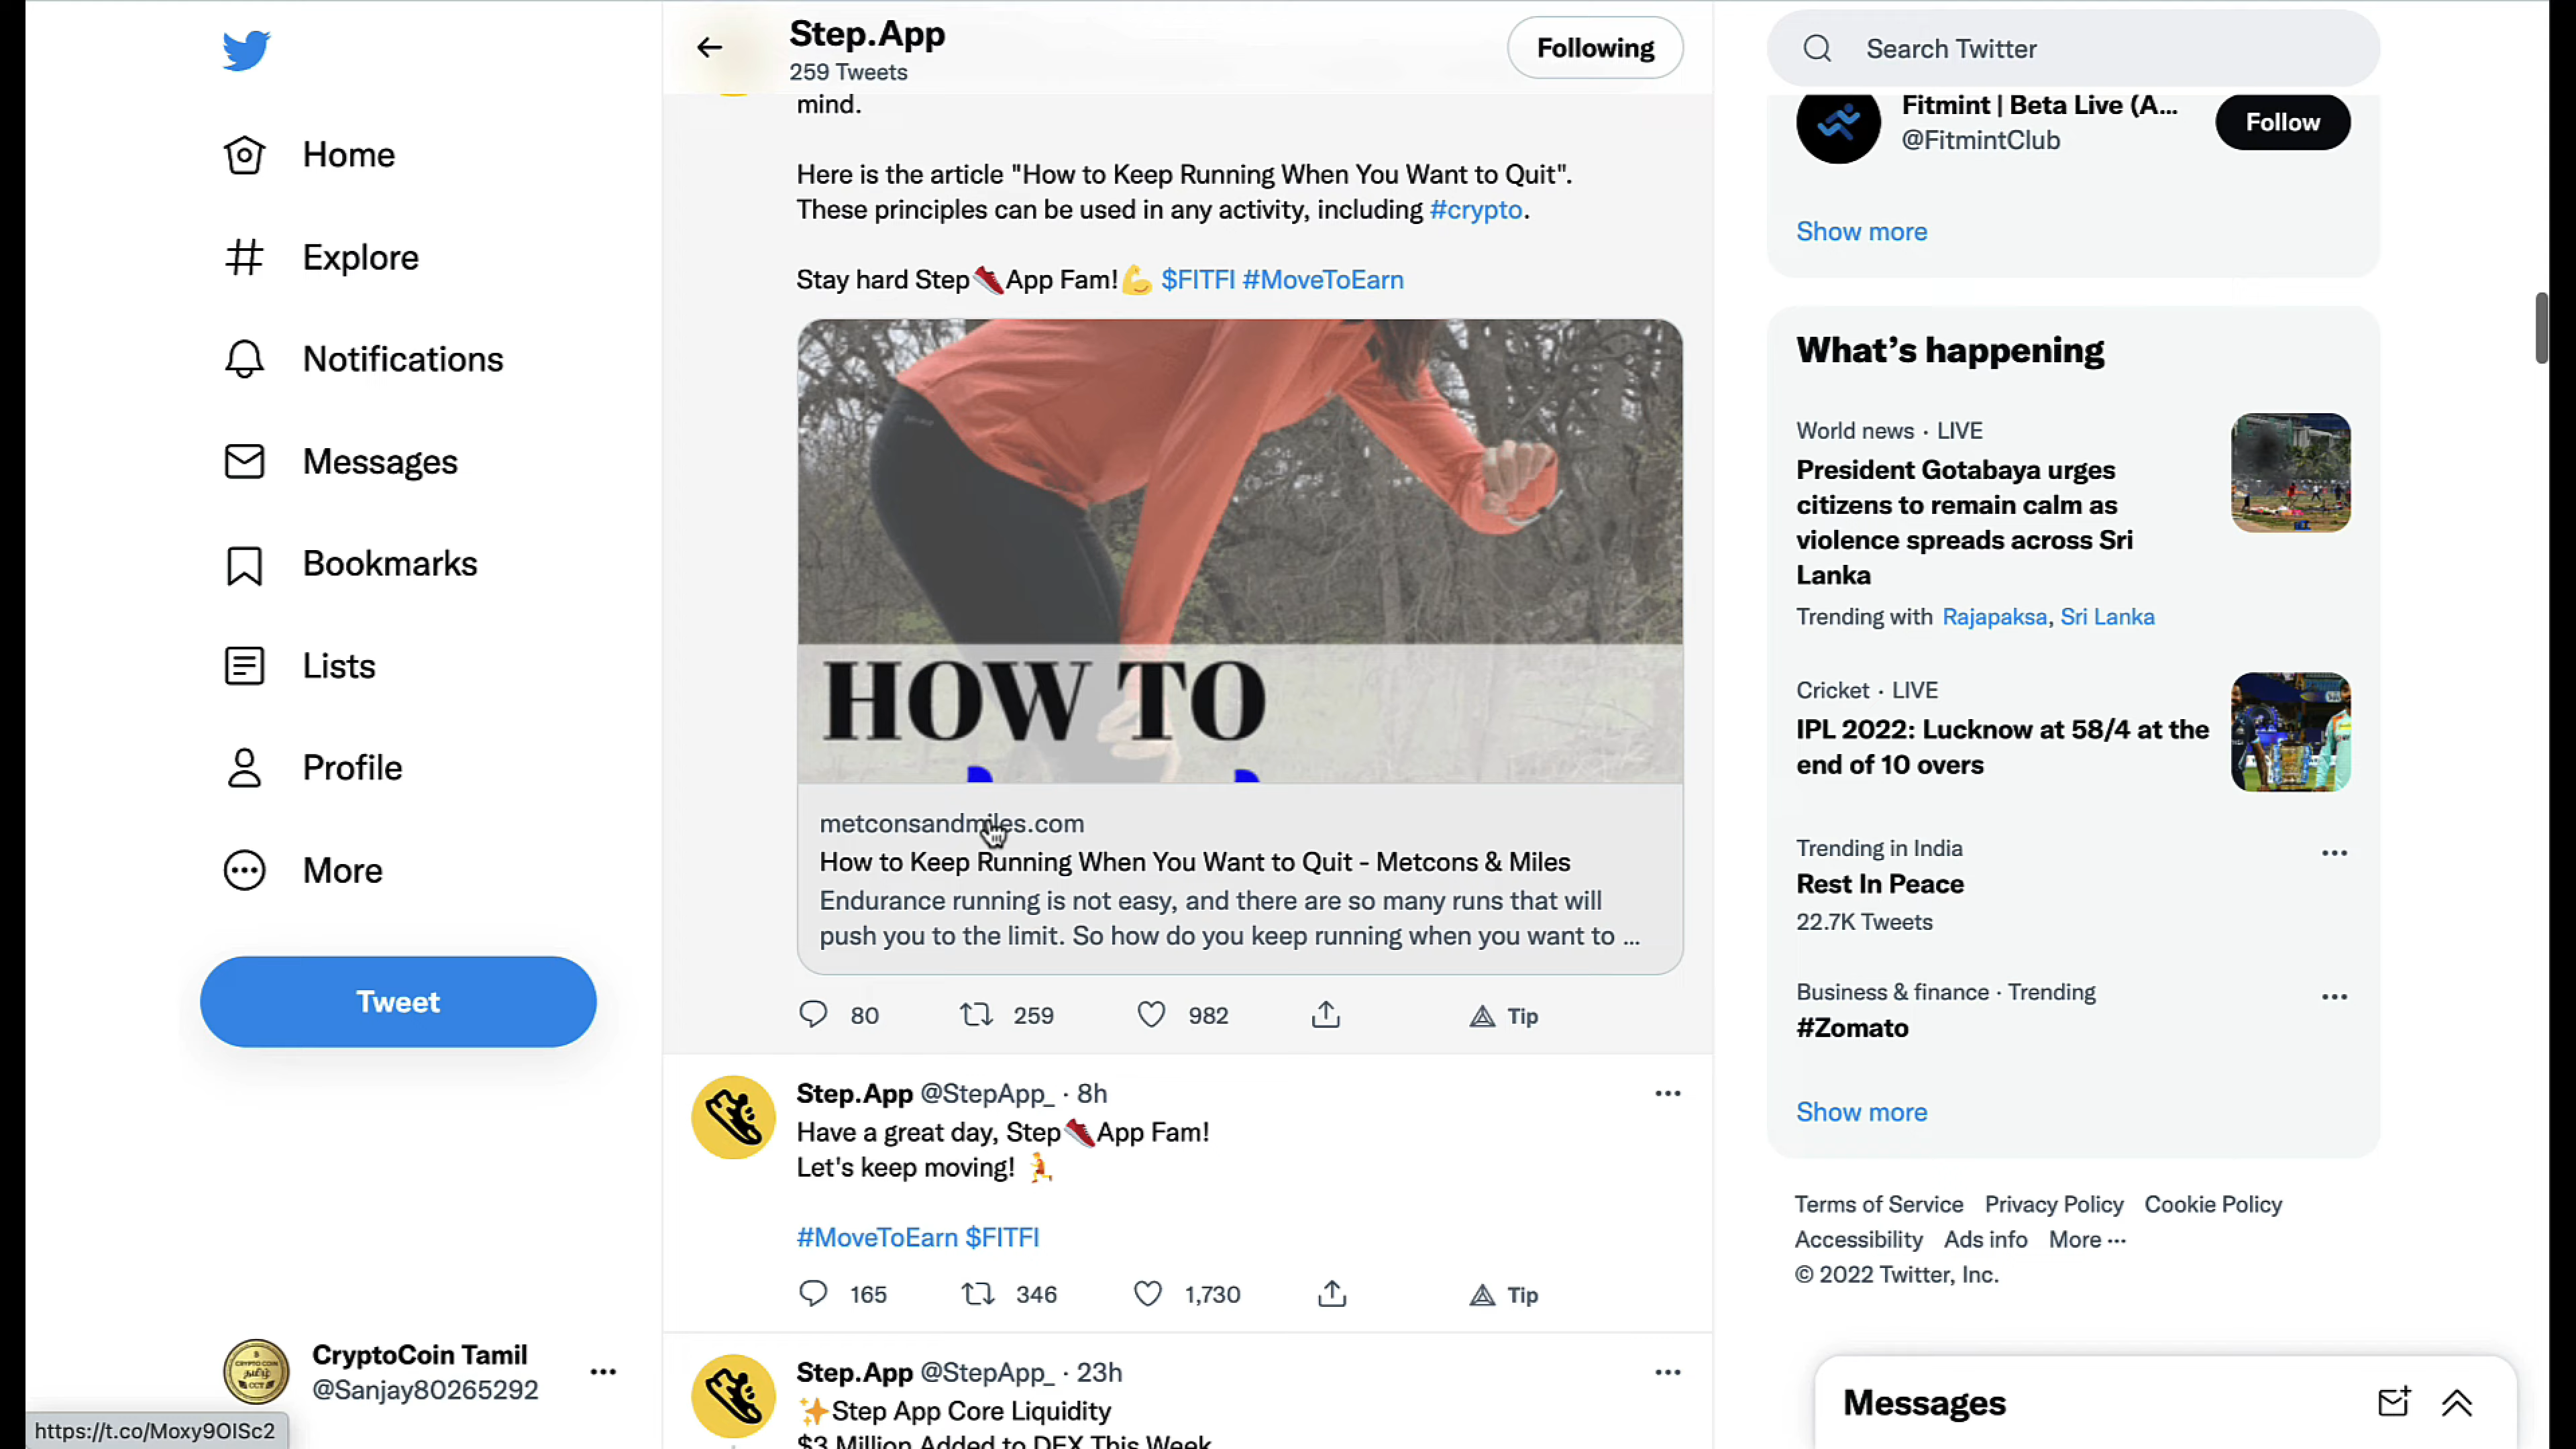 Home
Explore
Notifications
Messages
Bookmarks
Lists
Profile
More
Tweet
CryptoCoin Tamil
@Sanjay80265292
https://t.co/Moxy9OlSc2
Step.App
259 Tweets
Following
mind.
Here is the article "How to Keep Running When You Want to Quit".
These principles can be used in any activity, including #crypto.
Stay hard Step👟App Fam!💪 $FITFI #MoveToEarn
HOW TO
metconsandmiles.com
How to Keep Running When You Want to Quit - Metcons & Miles
Endurance running is not easy, and there are so many runs that will
push you to the limit. So how do you keep running when you want to ...
80 259 982 Tip
Step.App @StepApp_ · 8h
Have a great day, Step👟App Fam!
Let's keep moving! 🏃
#MoveToEarn $FITFI
165 346 1,730 Tip
Step.App @StepApp_ · 23h
✨Step App Core Liquidity
$3 Million Added to DEX This Week
Search Twitter
Fitmint | Beta Live (A...
@FitmintClub
Follow
Show more
What's happening
World news · LIVE
President Gotabaya urges
citizens to remain calm as
violence spreads across Sri
Lanka
Trending with Rajapaksa, Sri Lanka
Cricket · LIVE
IPL 2022: Lucknow at 58/4 at the
end of 10 overs
Trending in India
Rest In Peace
22.7K Tweets
Business & finance · Trending
#Zomato
Show more
Terms of Service Privacy Policy Cookie Policy
Accessibility Ads info More ···
© 2022 Twitter, Inc.
Messages